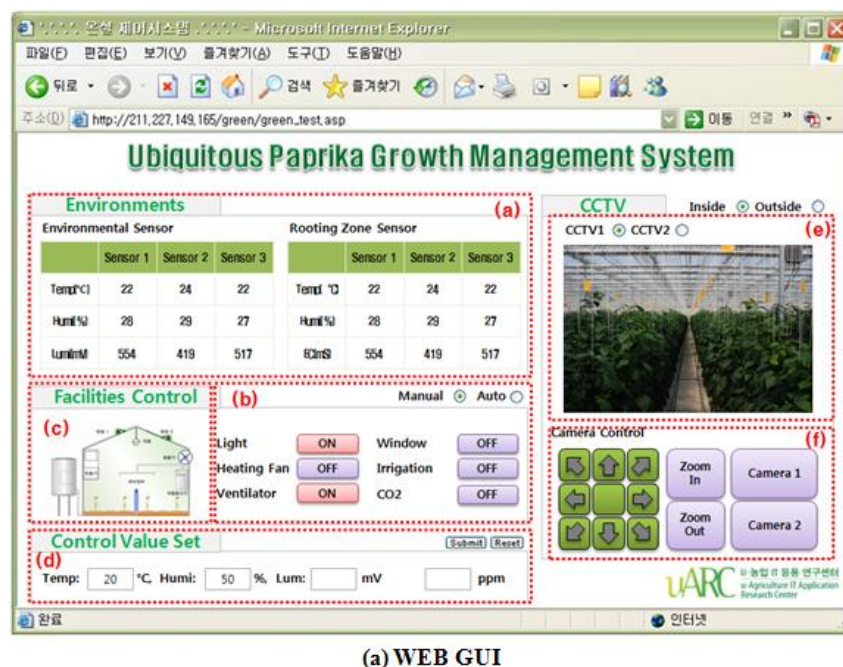 ∴∵∴ 온실 제어시스템 ∴∵∴ - Microsoft Internet Explorer
파일(F) 편집(E) 보기(V) 즐겨찾기(A) 도구(T) 도움말(H)
뒤로 검색 즐겨찾기
주소(D) http://211,227,149,165/green/green_test,asp 이동 연결 »
Ubiquitous Paprika Growth Management System
Environments (a)
Environmental Sensor Rooting Zone Sensor
Sensor 1 Sensor 2 Sensor 3 Sensor 1 Sensor 2 Sensor 3
Temp(℃) 22 24 22 Temp( ℃) 22 24 22
Humi(%) 28 29 27 Humi(%) 28 29 27
Lumi(mV) 554 419 517 EC(mS) 554 419 517
CCTV Inside Outside
CCTV1 CCTV2 (e)
Facilities Control
(c)
(b) Manual Auto
Light ON Window OFF
Heating Fan OFF Irrigation OFF
Ventilator ON CO2 OFF
Camera Control (f)
Zoom In Camera 1
Zoom Out Camera 2
Control Value Set Submit Reset
(d)
Temp: 20 ℃, Humi: 50 %, Lum: mV ppm
uARC
u-농업 IT 응용 연구센터
u-Agriculture IT Application
Research Center
완료 인터넷
(a) WEB GUI